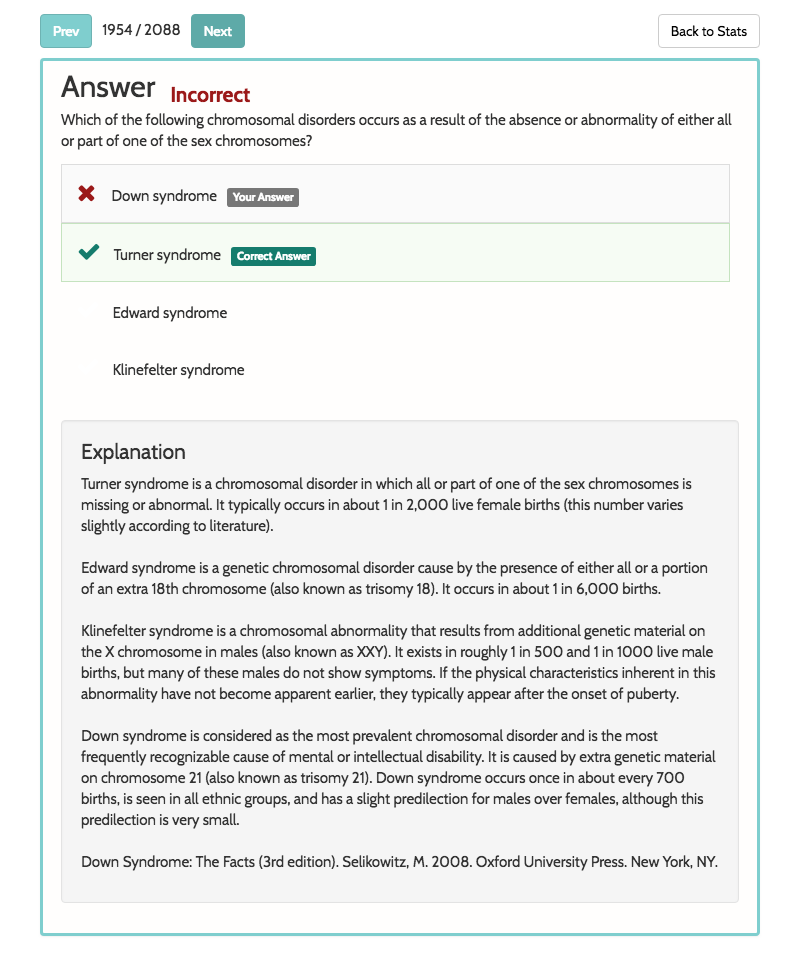 Prev 1954 / 2088 Next Back to Stats
Answer Incorrect
Which of the following chromosomal disorders occurs as a result of the absence or abnormality of either all
or part of one of the sex chromosomes?
Down syndrome Your Answer
Turner syndrome Correct Answer
Edward syndrome
Klinefelter syndrome
Explanation
Turner syndrome is a chromosomal disorder in which all or part of one of the sex chromosomes is
missing or abnormal. It typically occurs in about 1 in 2,000 live female births (this number varies
slightly according to literature).
Edward syndrome is a genetic chromosomal disorder cause by the presence of either all or a portion
of an extra 18th chromosome (also known as trisomy 18). It occurs in about 1 in 6,000 births.
Klinefelter syndrome is a chromosomal abnormality that results from additional genetic material on
the X chromosome in males (also known as XXY). It exists in roughly 1 in 500 and 1 in 1000 live male
births, but many of these males do not show symptoms. If the physical characteristics inherent in this
abnormality have not become apparent earlier, they typically appear after the onset of puberty.
Down syndrome is considered as the most prevalent chromosomal disorder and is the most
frequently recognizable cause of mental or intellectual disability. It is caused by extra genetic material
on chromosome 21 (also known as trisomy 21). Down syndrome occurs once in about every 700
births, is seen in all ethnic groups, and has a slight predilection for males over females, although this
predilection is very small.
Down Syndrome: The Facts (3rd edition). Selikowitz, M. 2008. Oxford University Press. New York, NY.